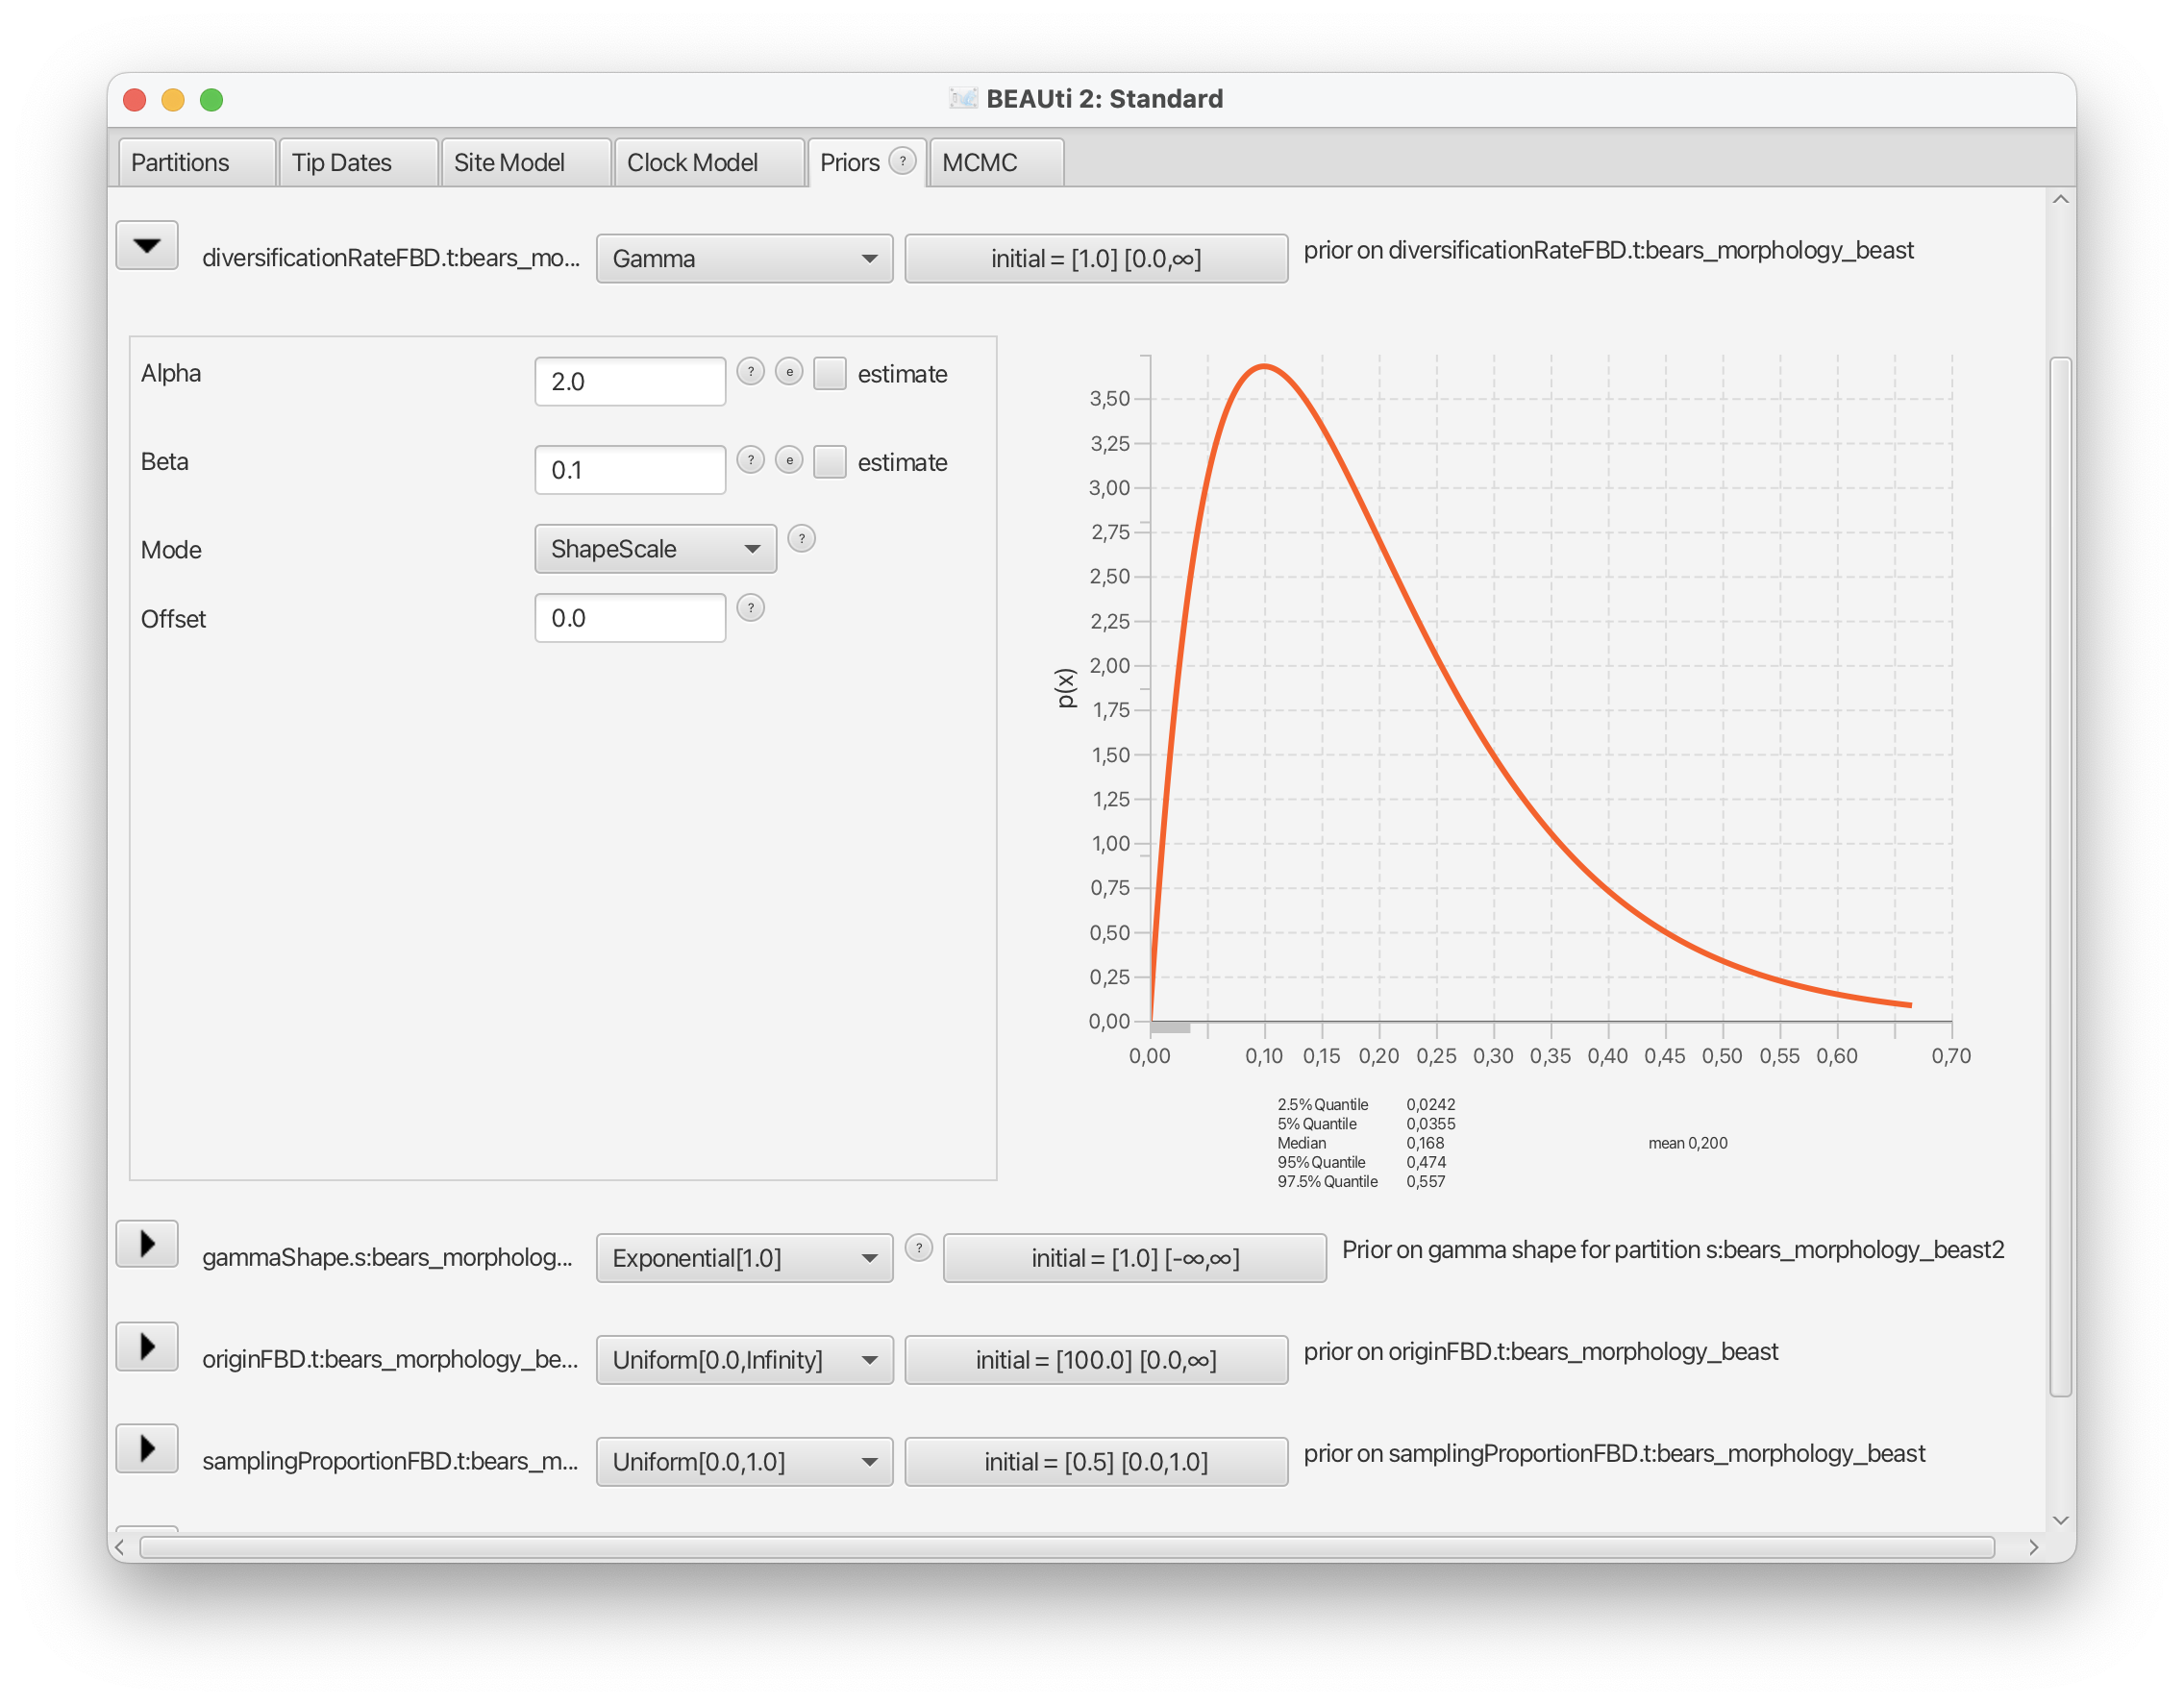 BEAUti 2: Standard
Partitions Tip Dates Site Model Clock Model Priors ? MCMC
diversificationRateFBD.t:bears_mo... Gamma initial = [1.0] [0.0,∞] prior on diversificationRateFBD.t:bears_morphology_beast
Alpha 2.0 ? e estimate
Beta 0.1 ? e estimate
Mode ShapeScale ?
Offset 0.0 ?
p(x)
3,50
3,25
3,00
2,75
2,50
2,25
2,00
1,75
1,50
1,25
1,00
0,75
0,50
0,25
0,00
0,00 0,10 0,15 0,20 0,25 0,30 0,35 0,40 0,45 0,50 0,55 0,60 0,70
2.5% Quantile 0,0242
5% Quantile 0,0355
Median 0,168 mean 0,200
95% Quantile 0,474
97.5% Quantile 0,557
gammaShape.s:bears_morpholog... Exponential[1.0] ? initial = [1.0] [-∞,∞] Prior on gamma shape for partition s:bears_morphology_beast2
originFBD.t:bears_morphology_be... Uniform[0.0,Infinity] initial = [100.0] [0.0,∞] prior on originFBD.t:bears_morphology_beast
samplingProportionFBD.t:bears_m... Uniform[0.0,1.0] initial = [0.5] [0.0,1.0] prior on samplingProportionFBD.t:bears_morphology_beast